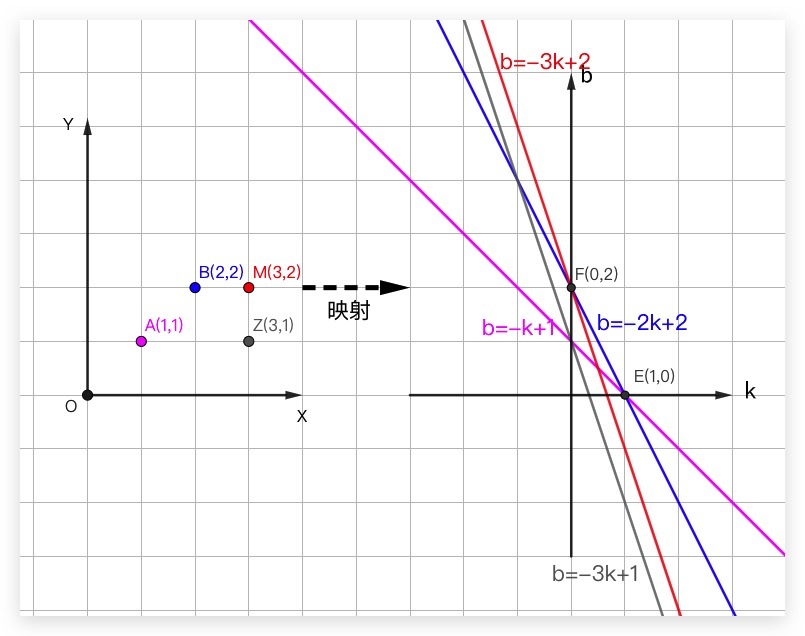 b=−3k+2
b
Y
B(2,2)
M(3,2)
F(0,2)
映射
A(1,1)
Z(3,1)
b=−k+1
b=−2k+2
E(1,0)
k
O
X
b=−3k+1